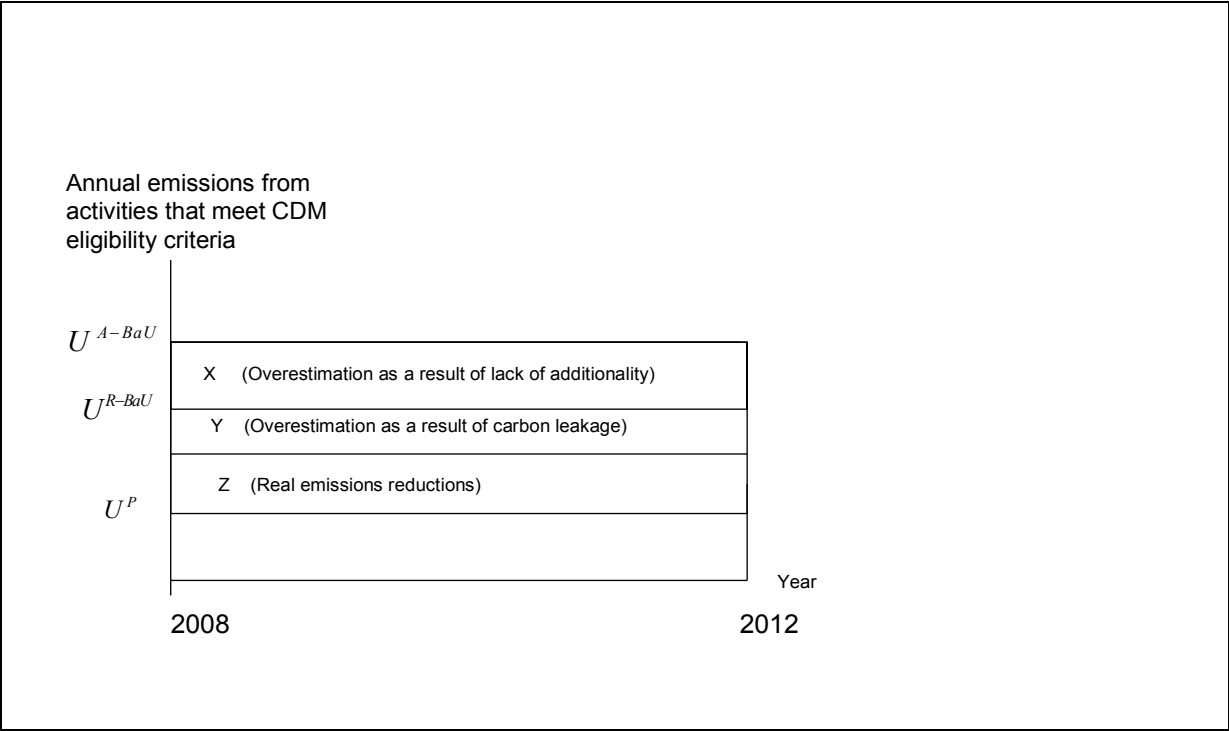 Annual emissions from
activities that meet CDM
eligibility criteria
U A–BaU
X (Overestimation as a result of lack of additionality)
U R–BaU
Y (Overestimation as a result of carbon leakage)
Z (Real emissions reductions)
U P
Year
2008 2012